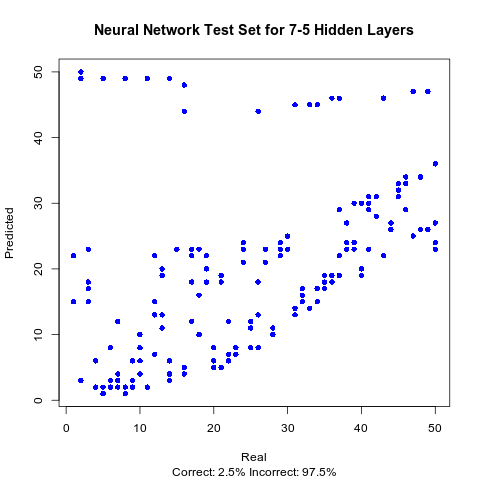 Neural Network Test Set for 7-5 Hidden Layers
Predicted
50
40
30
20
10
0
0 10 20 30 40 50
Real
Correct: 2.5% Incorrect: 97.5%